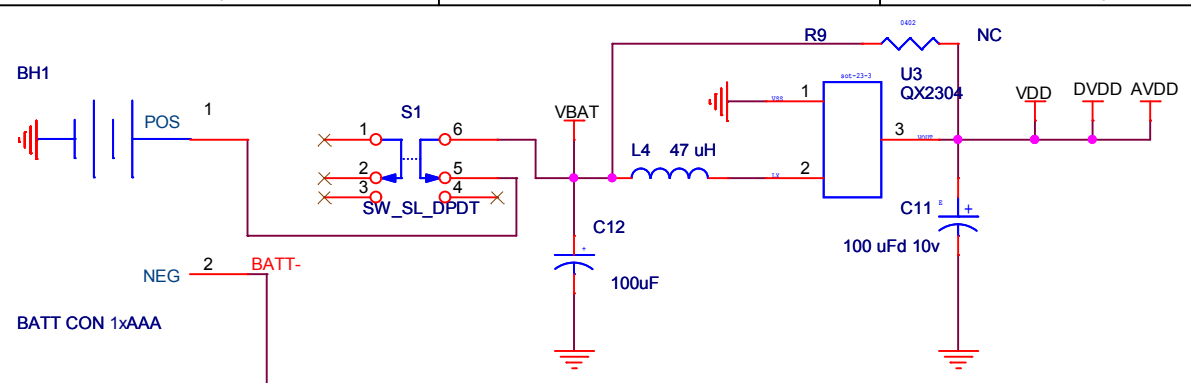 0402
R9
NC
BH1
sot-23-3
U3
QX2304
1
POS
S1
VSS
1
VDD
DVDD
AVDD
1
6
VBAT
3
VOUT
L4
47 uH
2
5
LX
2
3
4
SW_SL_DPDT
C12
+
C11
+
100 uFd 10v
2
BATT-
NEG
100uF
BATT CON 1xAAA